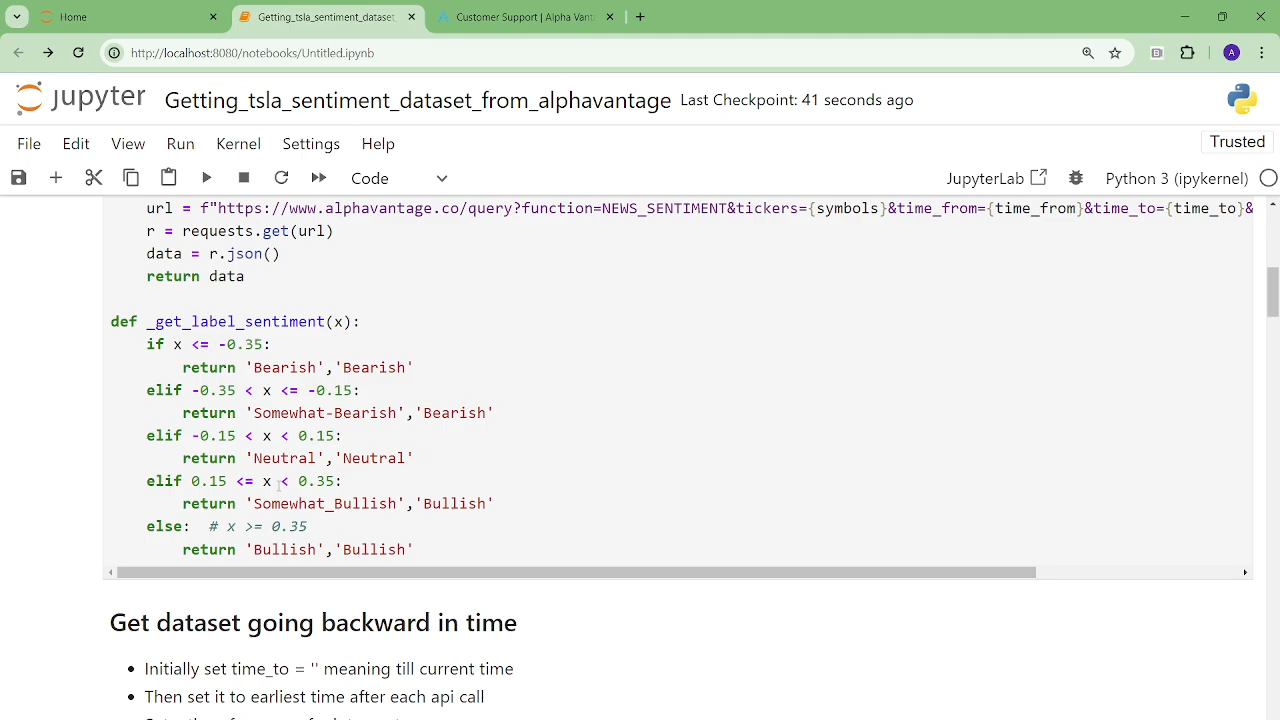 Home
Getting_tsla_sentiment_dataset_
Customer Support | Alpha Vant
http://localhost:8080/notebooks/Untitled.ipynb
A
jupyter Getting_tsla_sentiment_dataset_from_alphavantage Last Checkpoint: 41 seconds ago
File Edit View Run Kernel Settings Help
Trusted
Code
JupyterLab
Python 3 (ipykernel)
url = f"https://www.alphavantage.co/query?function=NEWS_SENTIMENT&tickers={symbols}&time_from={time_from}&time_to={time_to}&
r = requests.get(url)
data = r.json()
return data
def _get_label_sentiment(x):
if x <= -0.35:
return 'Bearish','Bearish'
elif -0.35 < x <= -0.15:
return 'Somewhat-Bearish','Bearish'
elif -0.15 < x < 0.15:
return 'Neutral','Neutral'
elif 0.15 <= x < 0.35:
return 'Somewhat_Bullish','Bullish'
else: # x >= 0.35
return 'Bullish','Bullish'
Get dataset going backward in time
• Initially set time_to = '' meaning till current time
• Then set it to earliest time after each api call